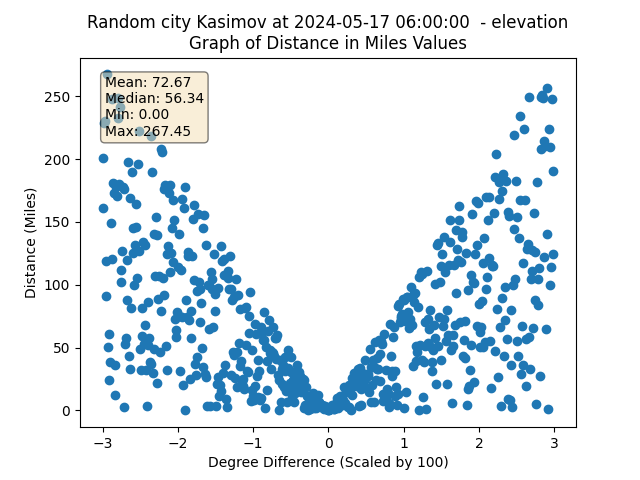 Random city Kasimov at 2024-05-17 06:00:00  - elevation
Graph of Distance in Miles Values
Mean: 72.67
Median: 56.34
Min: 0.00
Max: 267.45
250
200
150
100
50
0
Distance (Miles)
−3 −2 −1 0 1 2 3
Degree Difference (Scaled by 100)